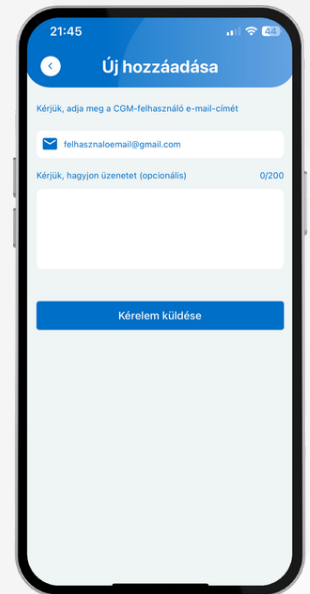 21:45
44
Új hozzáadása
Kérjük, adja meg a CGM-felhasználó e-mail-címét
felhasznaloemail@gmail.com
Kérjük, hagyjon üzenetet (opcionális) 0/200
Kérelem küldése